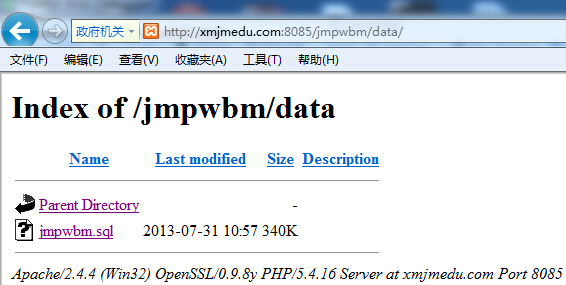 政府机关 http://xmjmedu.com:8085/jmpwbm/data/
文件(F) 编辑(E) 查看(V) 收藏夹(A) 工具(T) 帮助(H)
Index of /jmpwbm/data
Name Last modified Size Description
Parent Directory -
jmpwbm.sql 2013-07-31 10:57 340K
Apache/2.4.4 (Win32) OpenSSL/0.9.8y PHP/5.4.16 Server at xmjmedu.com Port 8085